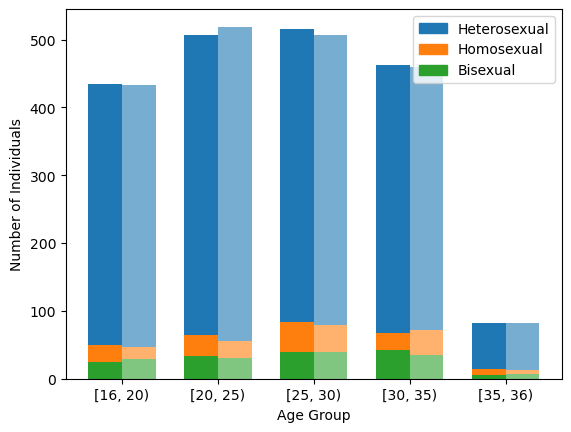 Heterosexual
Homosexual
Bisexual
500
400
300
200
100
0
Number of Individuals
[16, 20)
[20, 25)
[25, 30)
[30, 35)
[35, 36)
Age Group